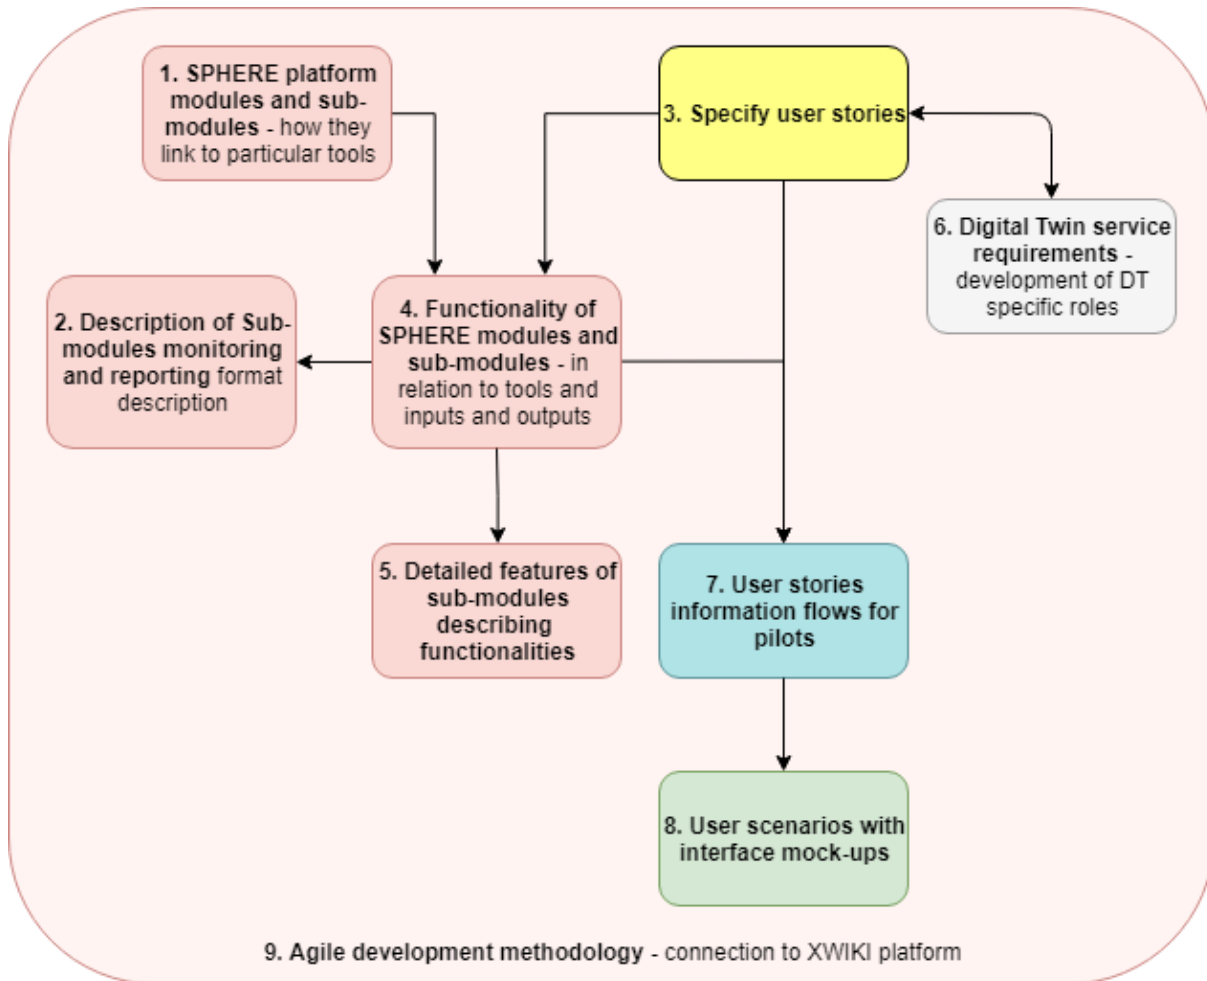 1. SPHERE platform
modules and sub-
modules - how they
link to particular tools
3. Specify user stories
6. Digital Twin service
requirements -
development of DT
specific roles
2. Description of Sub-
modules monitoring
and reporting format
description
4. Functionality of
SPHERE modules and
sub-modules - in
relation to tools and
inputs and outputs
5. Detailed features of
sub-modules
describing
functionalities
7. User stories
information flows for
pilots
8. User scenarios with
interface mock-ups
9. Agile development methodology - connection to XWIKI platform